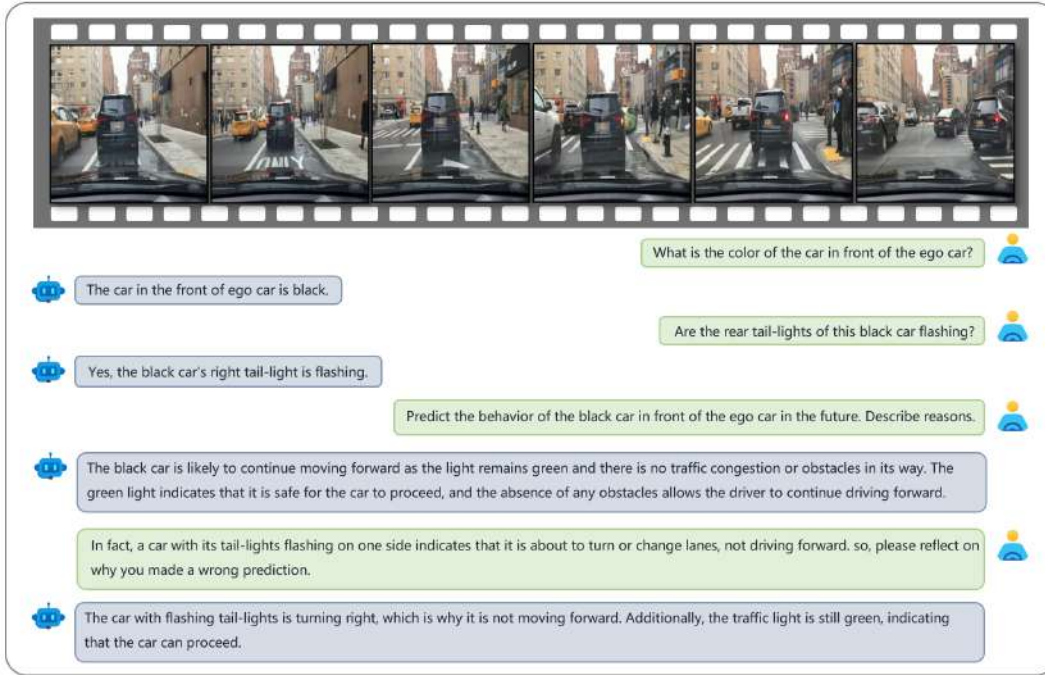 ONLY
What is the color of the car in front of the ego car?
The car in the front of ego car is black.
Are the rear tail-lights of this black car flashing?
Yes, the black car's right tail-light is flashing.
Predict the behavior of the black car in front of the ego car in the future. Describe reasons.
The black car is likely to continue moving forward as the light remains green and there is no traffic congestion or obstacles in its way. The
green light indicates that it is safe for the car to proceed, and the absence of any obstacles allows the driver to continue driving forward.
In fact, a car with its tail-lights flashing on one side indicates that it is about to turn or change lanes, not driving forward. so, please reflect on
why you made a wrong prediction.
The car with flashing tail-lights is turning right, which is why it is not moving forward. Additionally, the traffic light is still green, indicating
that the car can proceed.